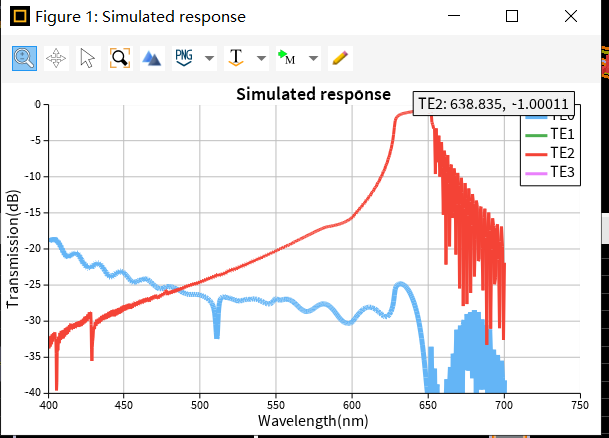 Figure 1: Simulated response
PNG
T
M
Simulated response
TE2: 638.835, -1.00011
TE0
TE1
TE2
TE3
Transmission(dB)
0
-5
-10
-15
-20
-25
-30
-35
-40
400
450
500
550
600
650
700
750
Wavelength(nm)